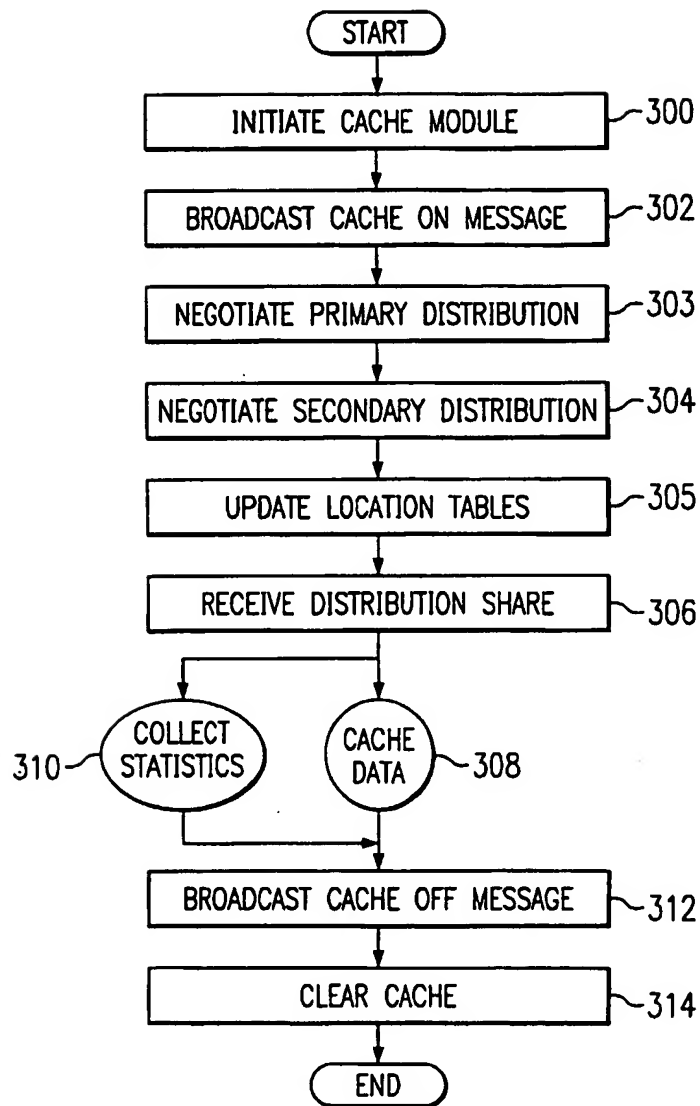 START
INITIATE CACHE MODULE
300
BROADCAST CACHE ON MESSAGE
302
NEGOTIATE PRIMARY DISTRIBUTION
303
NEGOTIATE SECONDARY DISTRIBUTION
304
UPDATE LOCATION TABLES
305
RECEIVE DISTRIBUTION SHARE
306
310
COLLECT
STATISTICS
CACHE
DATA
308
BROADCAST CACHE OFF MESSAGE
312
CLEAR CACHE
314
END